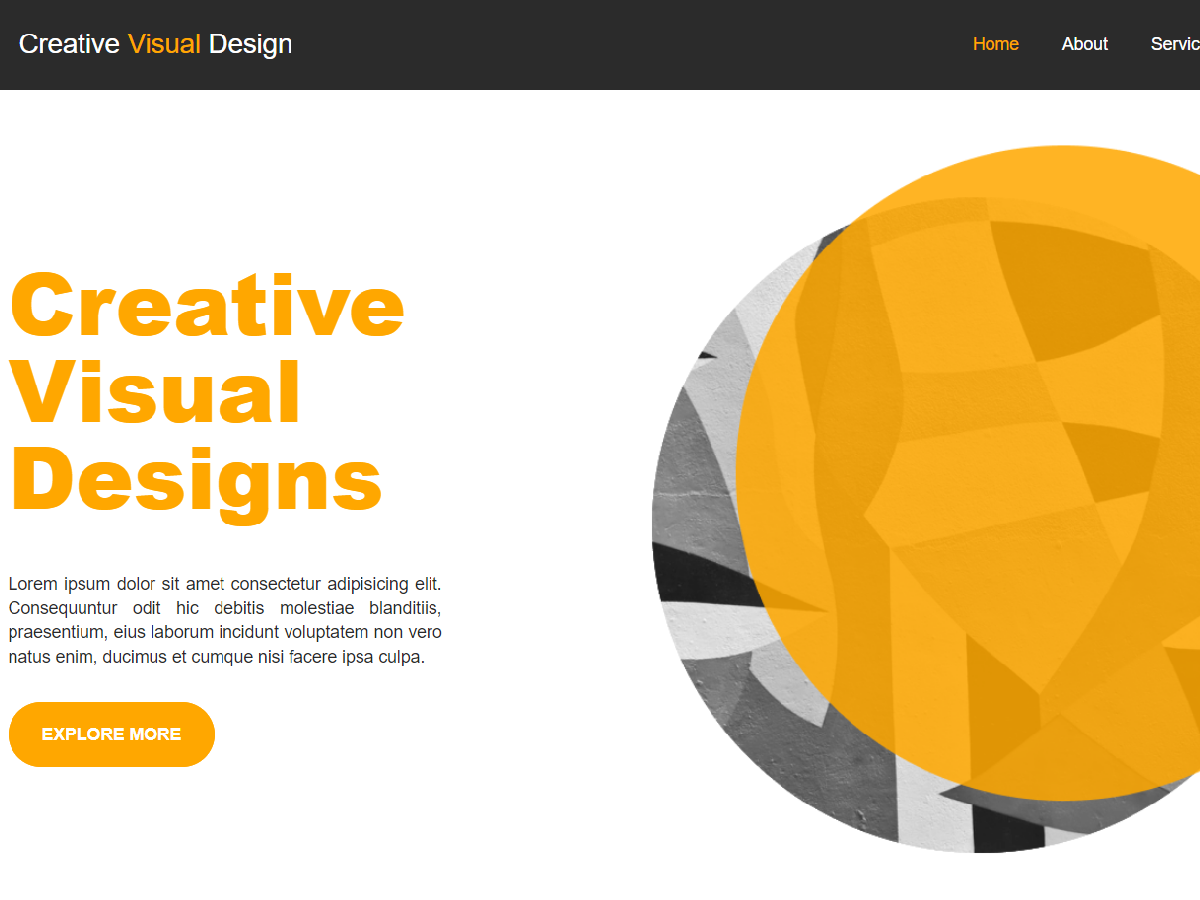 Creative Visual Design
Home About
Creative
Visual
Designs
Lorem ipsum dolor sit amet consectetur adipisicing elit.
Consequuntur odit hic debitis molestiae blanditiis,
praesentium, eius laborum incidunt voluptatem non vero
natus enim, ducimus et cumque nisi facere ipsa culpa.
EXPLORE MORE